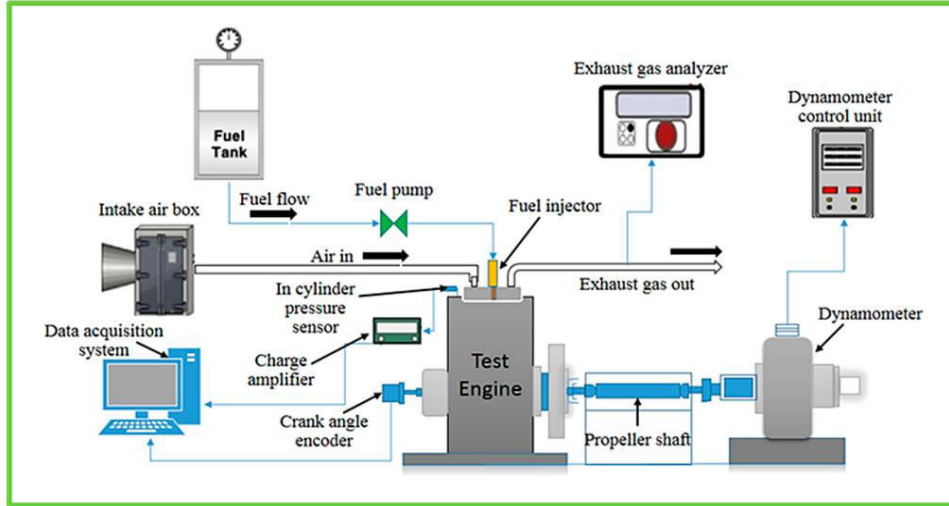 Fuel
Tank
Exhaust gas analyzer
Dynamometer
control unit
Fuel flow
Fuel pump
Fuel injector
Intake air box
Air in
Exhaust gas out
In cylinder
pressure
sensor
Data acquisition
system
Charge
amplifier
Test
Engine
Dynamometer
Crank angle
encoder
Propeller shaft